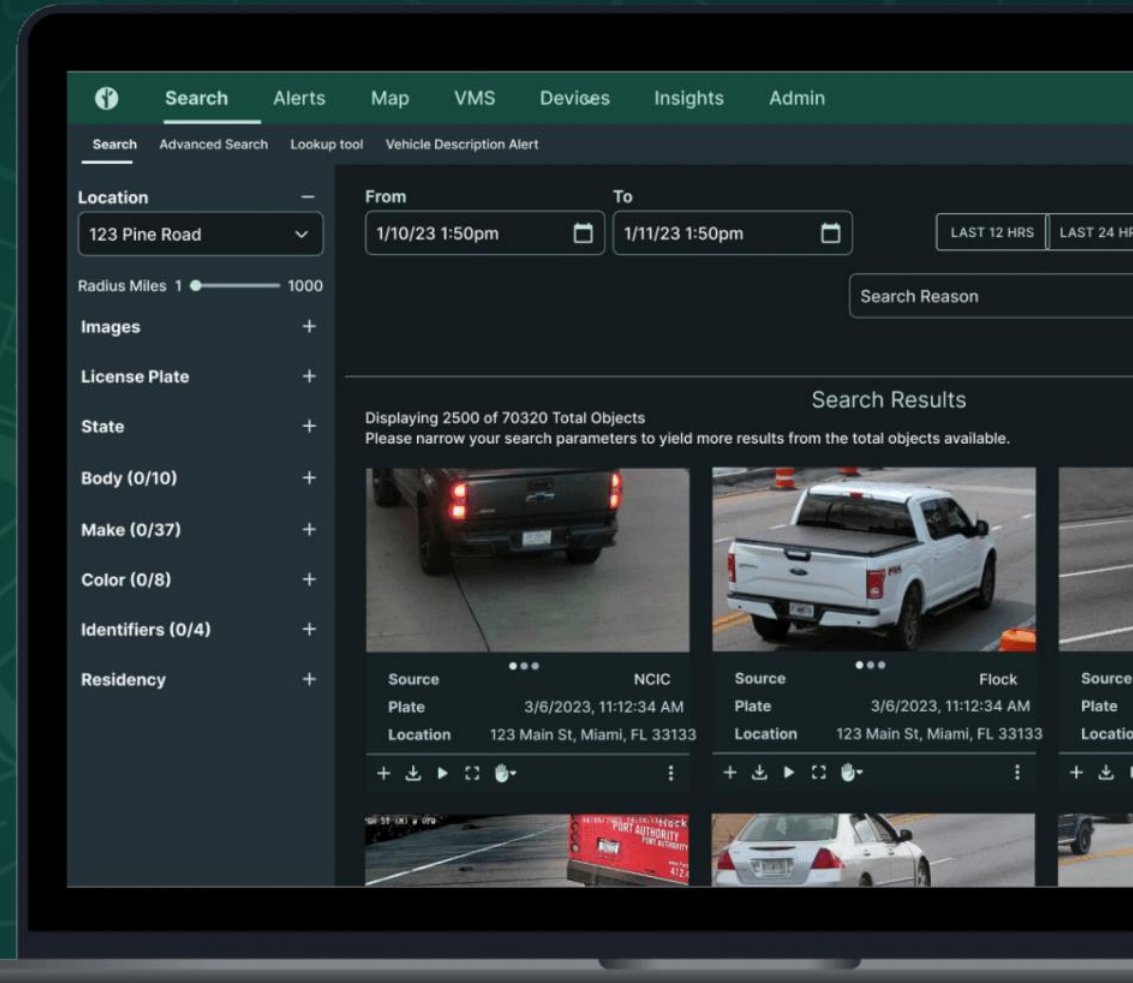 Search Alerts Map VMS Devices Insights Admin
Search Advanced Search Lookup tool Vehicle Description Alert
Location
123 Pine Road
Radius Miles 1 1000
Images
License Plate
State
Body (0/10)
Make (0/37)
Color (0/8)
Identifiers (0/4)
Residency
From To
1/10/23 1:50pm 1/11/23 1:50pm
LAST 12 HRS LAST 24 HR
Search Reason
Search Results
Displaying 2500 of 70320 Total Objects
Please narrow your search parameters to yield more results from the total objects available.
Source NCIC
Plate 3/6/2023, 11:12:34 AM
Location 123 Main St, Miami, FL 33133
Source Flock
Plate 3/6/2023, 11:12:34 AM
Location 123 Main St, Miami, FL 33133
Source
Plate
Locatio
PORT AUTHORITY
412